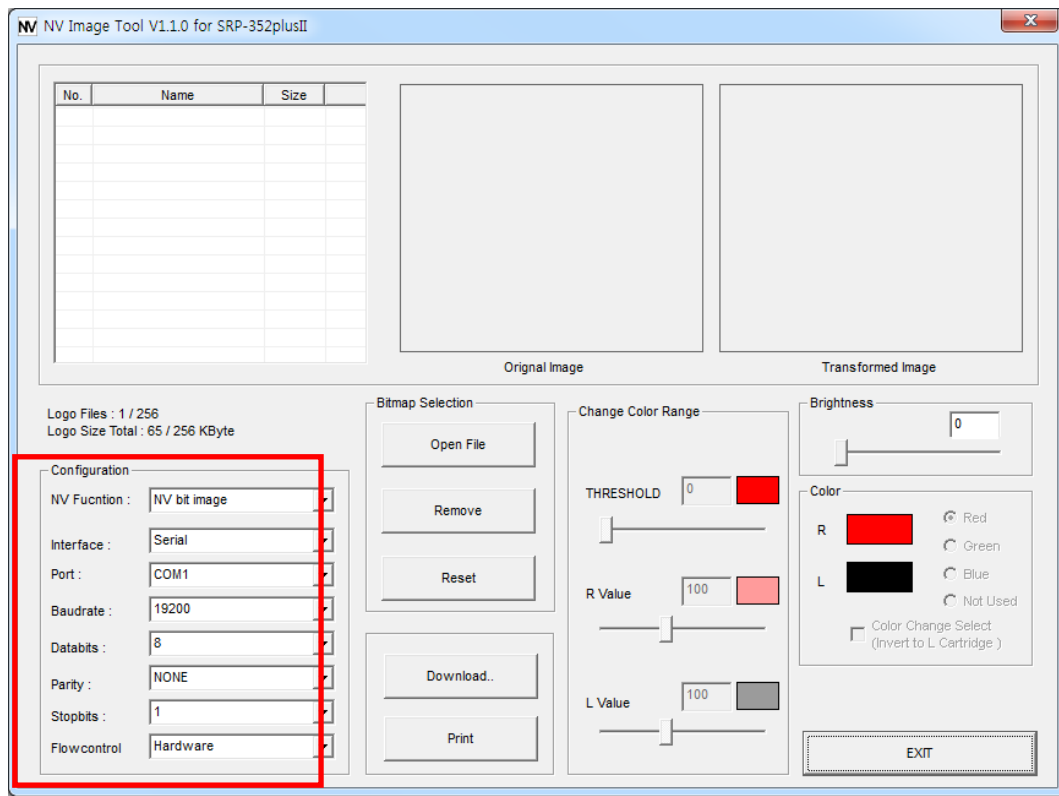 NV NV Image Tool V1.1.0 for SRP-352plusII
No. Name Size
Orignal Image
Transformed Image
Logo Files : 1 / 256
Logo Size Total : 65 / 256 KByte
Configuration
NV Fucntion : NV bit image
Interface : Serial
Port : COM1
Baudrate : 19200
Databits : 8
Parity : NONE
Stopbits : 1
Flowcontrol Hardware
Bitmap Selection
Open File
Remove
Reset
Download..
Print
Change Color Range
THRESHOLD 0
R Value 100
L Value 100
Brightness
0
Color
R
L
Red
Green
Blue
Not Used
Color Change Select
(Invert to L Cartridge )
EXIT